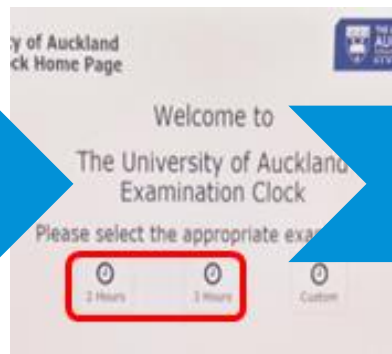 y of Auckland
ck Home Page
Welcome to
The University of Auckland
Examination Clock
Please select the appropriate exa
2 Hours
3 Hours
Custom